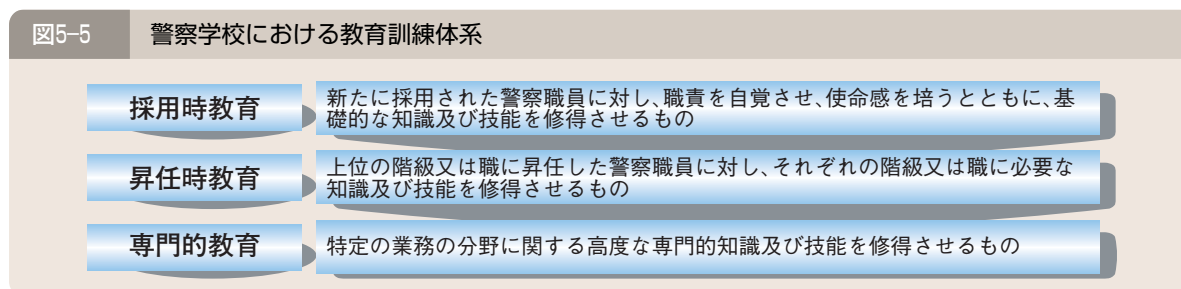 図5-5 警察学校における教育訓練体系
採用時教育
新たに採用された警察職員に対し、職責を自覚させ、使命感を培うとともに、基
礎的な知識及び技能を修得させるもの
昇任時教育
上位の階級又は職に昇任した警察職員に対し、それぞれの階級又は職に必要な
知識及び技能を修得させるもの
専門的教育
特定の業務の分野に関する高度な専門的知識及び技能を修得させるもの